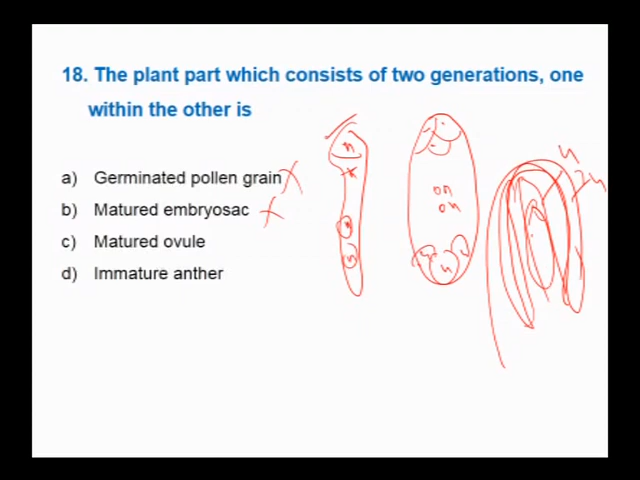 18. The plant part which consists of two generations, one
within the other is
a) Germinated pollen grain
b) Matured embryosac
c) Matured ovule
d) Immature anther